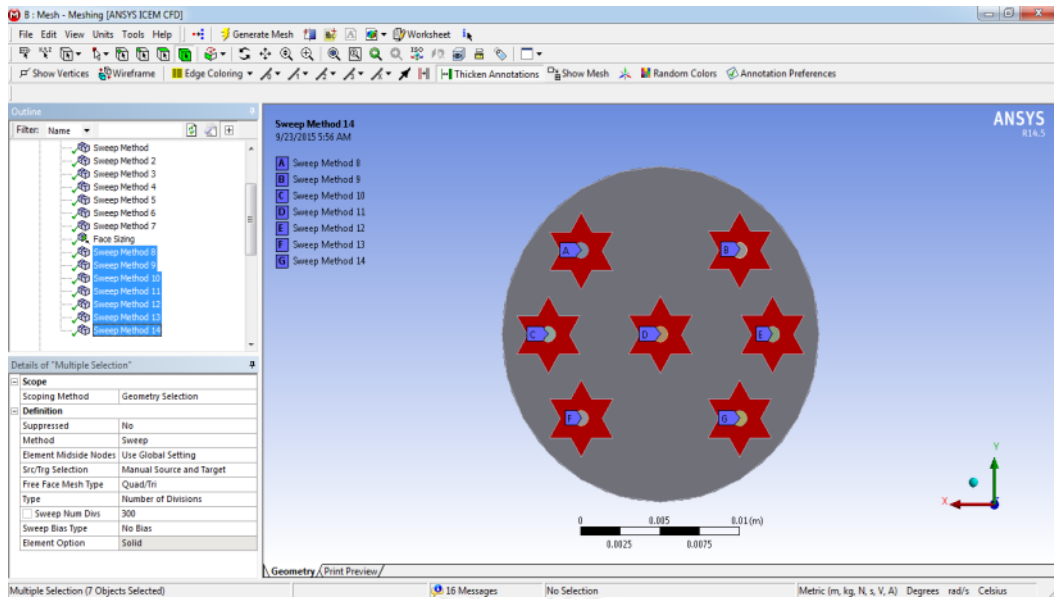 B : Mesh - Meshing [ANSYS ICEM CFD]
File Edit View Units Tools Help Generate Mesh Worksheet
Show Vertices Wireframe Edge Coloring Thicken Annotations Show Mesh Random Colors Annotation Preferences
Outline
Filter: Name
Sweep Method
Sweep Method 2
Sweep Method 3
Sweep Method 4
Sweep Method 5
Sweep Method 6
Sweep Method 7
Face Sizing
Sweep Method 8
Sweep Method 9
Sweep Method 10
Sweep Method 11
Sweep Method 12
Sweep Method 13
Sweep Method 14
Details of "Multiple Selection"
Scope
Scoping Method Geometry Selection
Definition
Suppressed No
Method Sweep
Element Midside Nodes Use Global Setting
Src/Trg Selection Manual Source and Target
Free Face Mesh Type Quad/Tri
Type Number of Divisions
Sweep Num Divs 300
Sweep Bias Type No Bias
Element Option Solid
Sweep Method 14
9/23/2015 5:56 AM
A Sweep Method 8
B Sweep Method 9
C Sweep Method 10
D Sweep Method 11
E Sweep Method 12
F Sweep Method 13
G Sweep Method 14
ANSYS
R14.5
A B
C D E
F G
0 0.005 0.01 (m)
0.0025 0.0075
Y
X
Geometry Print Preview
Multiple Selection (7 Objects Selected) 16 Messages No Selection Metric (m, kg, N, s, V, A) Degrees rad/s Celsius